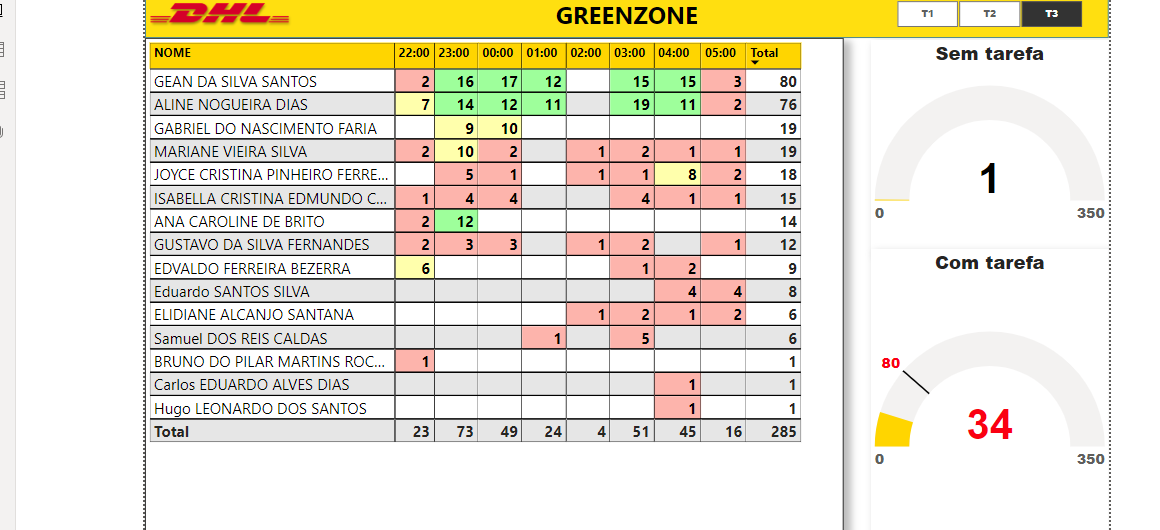 DHL
GREENZONE
T1 T2 T3
NOME 22:00 23:00 00:00 01:00 02:00 03:00 04:00 05:00 Total
GEAN DA SILVA SANTOS 2 16 17 12 15 15 3 80
ALINE NOGUEIRA DIAS 7 14 12 11 19 11 2 76
GABRIEL DO NASCIMENTO FARIA 9 10 19
MARIANE VIEIRA SILVA 2 10 2 1 2 1 1 19
JOYCE CRISTINA PINHEIRO FERRE... 5 1 1 1 8 2 18
ISABELLA CRISTINA EDMUNDO C... 1 4 4 4 1 1 15
ANA CAROLINE DE BRITO 2 12 14
GUSTAVO DA SILVA FERNANDES 2 3 3 1 2 1 12
EDVALDO FERREIRA BEZERRA 6 1 2 9
Eduardo SANTOS SILVA 4 4 8
ELIDIANE ALCANJO SANTANA 1 2 1 2 6
Samuel DOS REIS CALDAS 1 5 6
BRUNO DO PILAR MARTINS ROC... 1 1
Carlos EDUARDO ALVES DIAS 1 1
Hugo LEONARDO DOS SANTOS 1 1
Total 23 73 49 24 4 51 45 16 285
Sem tarefa
1
0 350
Com tarefa
80
34
0 350